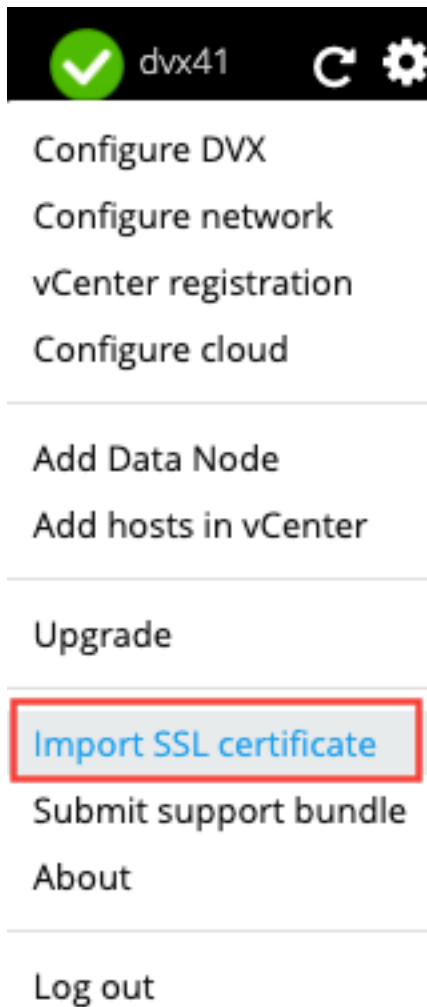 dvx41
Configure DVX
Configure network
vCenter registration
Configure cloud
Add Data Node
Add hosts in vCenter
Upgrade
Import SSL certificate
Submit support bundle
About
Log out